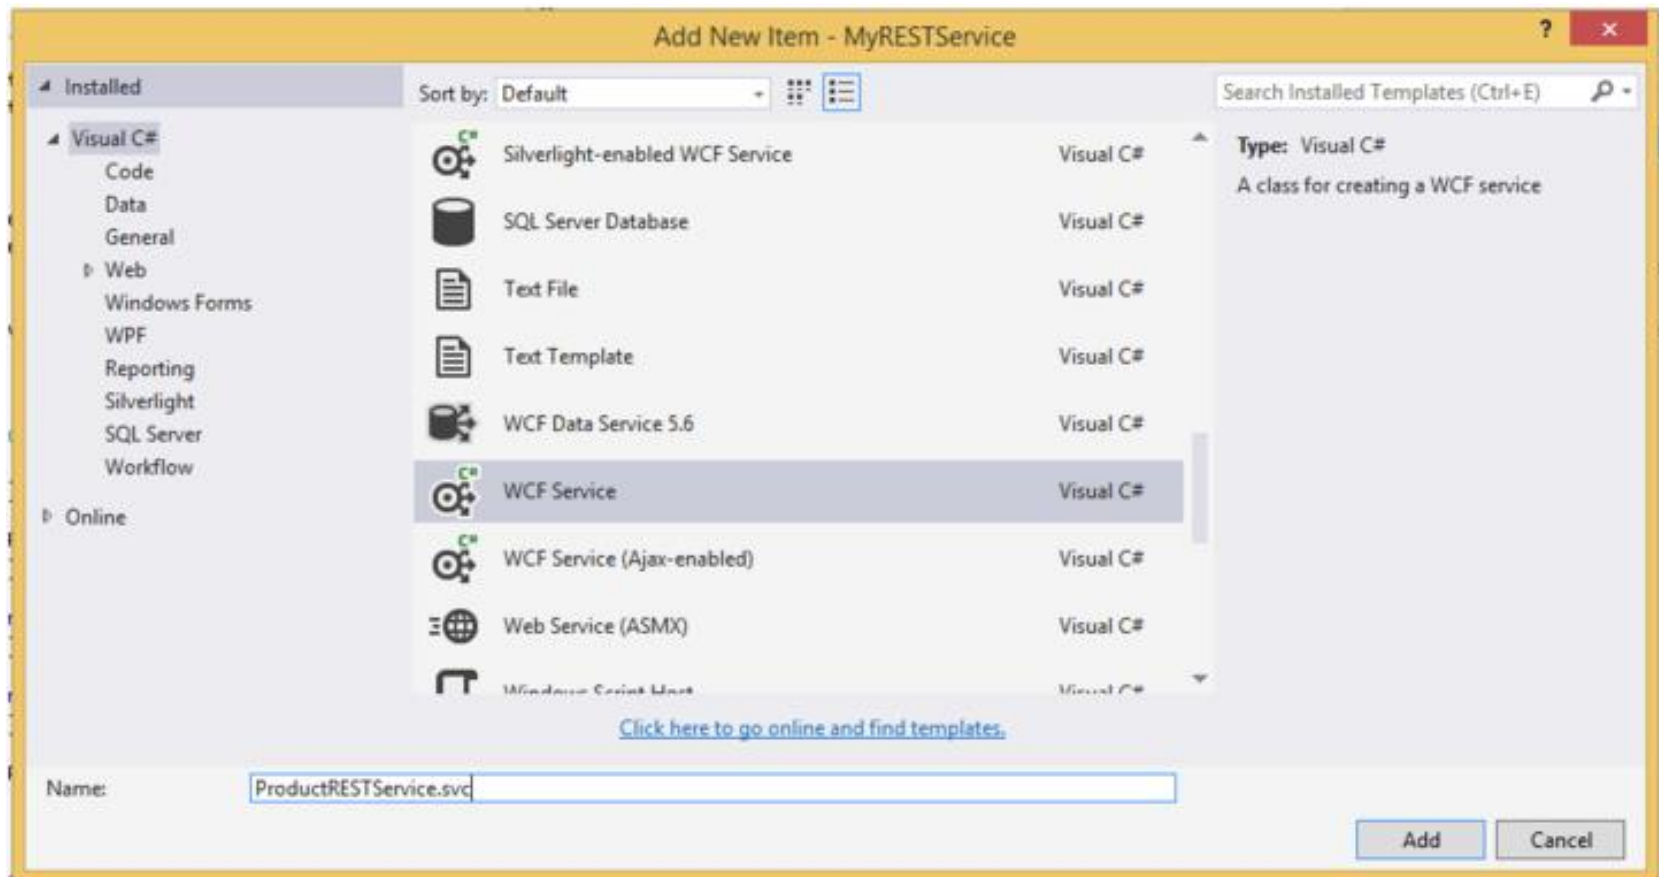 Add New Item - MyRESTService
?
Installed
Sort by: Default
Search Installed Templates (Ctrl+E)
Visual C#
Code
Data
General
Web
Windows Forms
WPF
Reporting
Silverlight
SQL Server
Workflow
Online
Silverlight-enabled WCF Service Visual C#
SQL Server Database Visual C#
Text File Visual C#
Text Template Visual C#
WCF Data Service 5.6 Visual C#
WCF Service Visual C#
WCF Service (Ajax-enabled) Visual C#
Web Service (ASMX) Visual C#
Windows Script Host Visual C#
Type: Visual C#
A class for creating a WCF service
Click here to go online and find templates.
Name: ProductRESTService.svc
Add Cancel